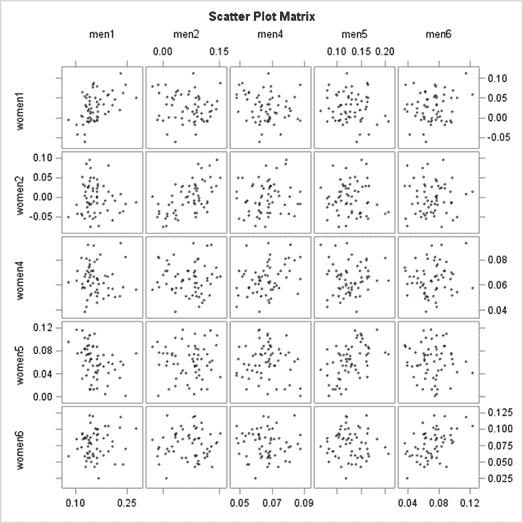 Scatter Plot Matrix
men1 men2 men4 men5 men6
0.00 0.15 0.10 0.15 0.20
women1 0.10 0.00 -0.05
women2 0.10 0.05 0.00 -0.05
women4 0.08 0.06 0.04
women5 0.12 0.08 0.04 0.00
women6 0.125 0.100 0.075 0.050 0.025
0.10 0.25 0.05 0.07 0.09 0.04 0.08 0.12